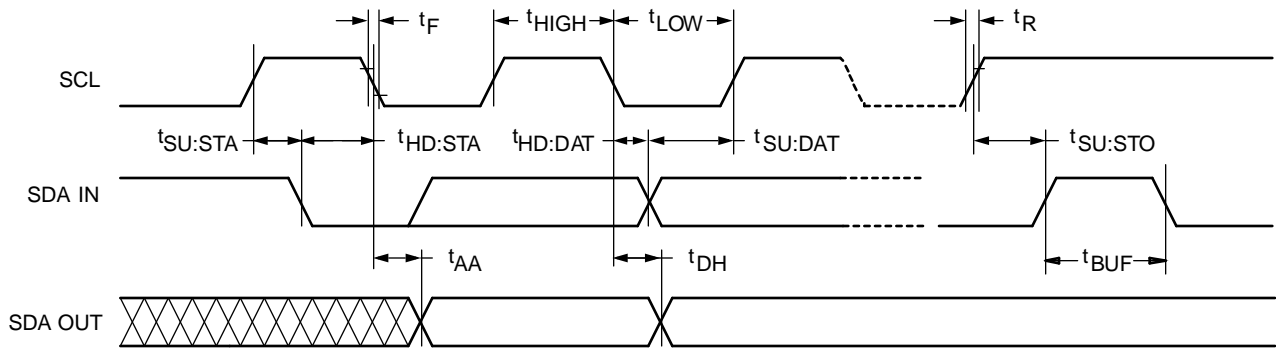 tF
tHIGH
tLOW
tR
SCL
tSU:STA
tHD:STA
tHD:DAT
tSU:DAT
tSU:STO
SDA IN
tAA
tDH
tBUF
SDA OUT